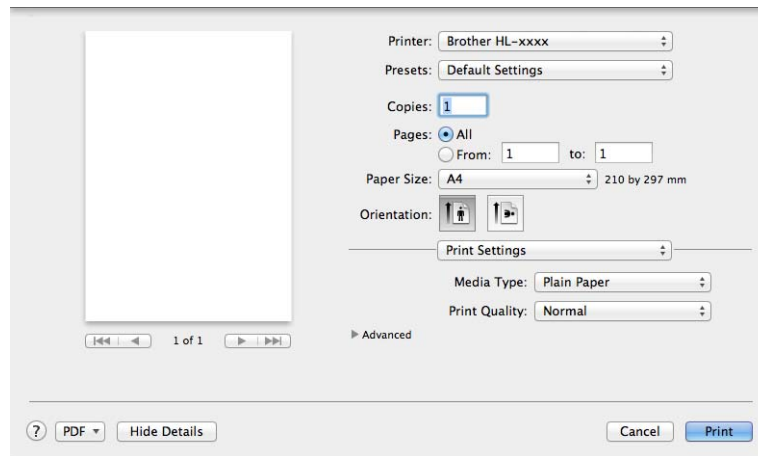 Printer: Brother HL-xxxx
Presets: Default Settings
Copies: 1
Pages: All
From: 1 to: 1
Paper Size: A4 210 by 297 mm
Orientation:
Print Settings
Media Type: Plain Paper
Print Quality: Normal
1 of 1
Advanced
? PDF Hide Details Cancel Print